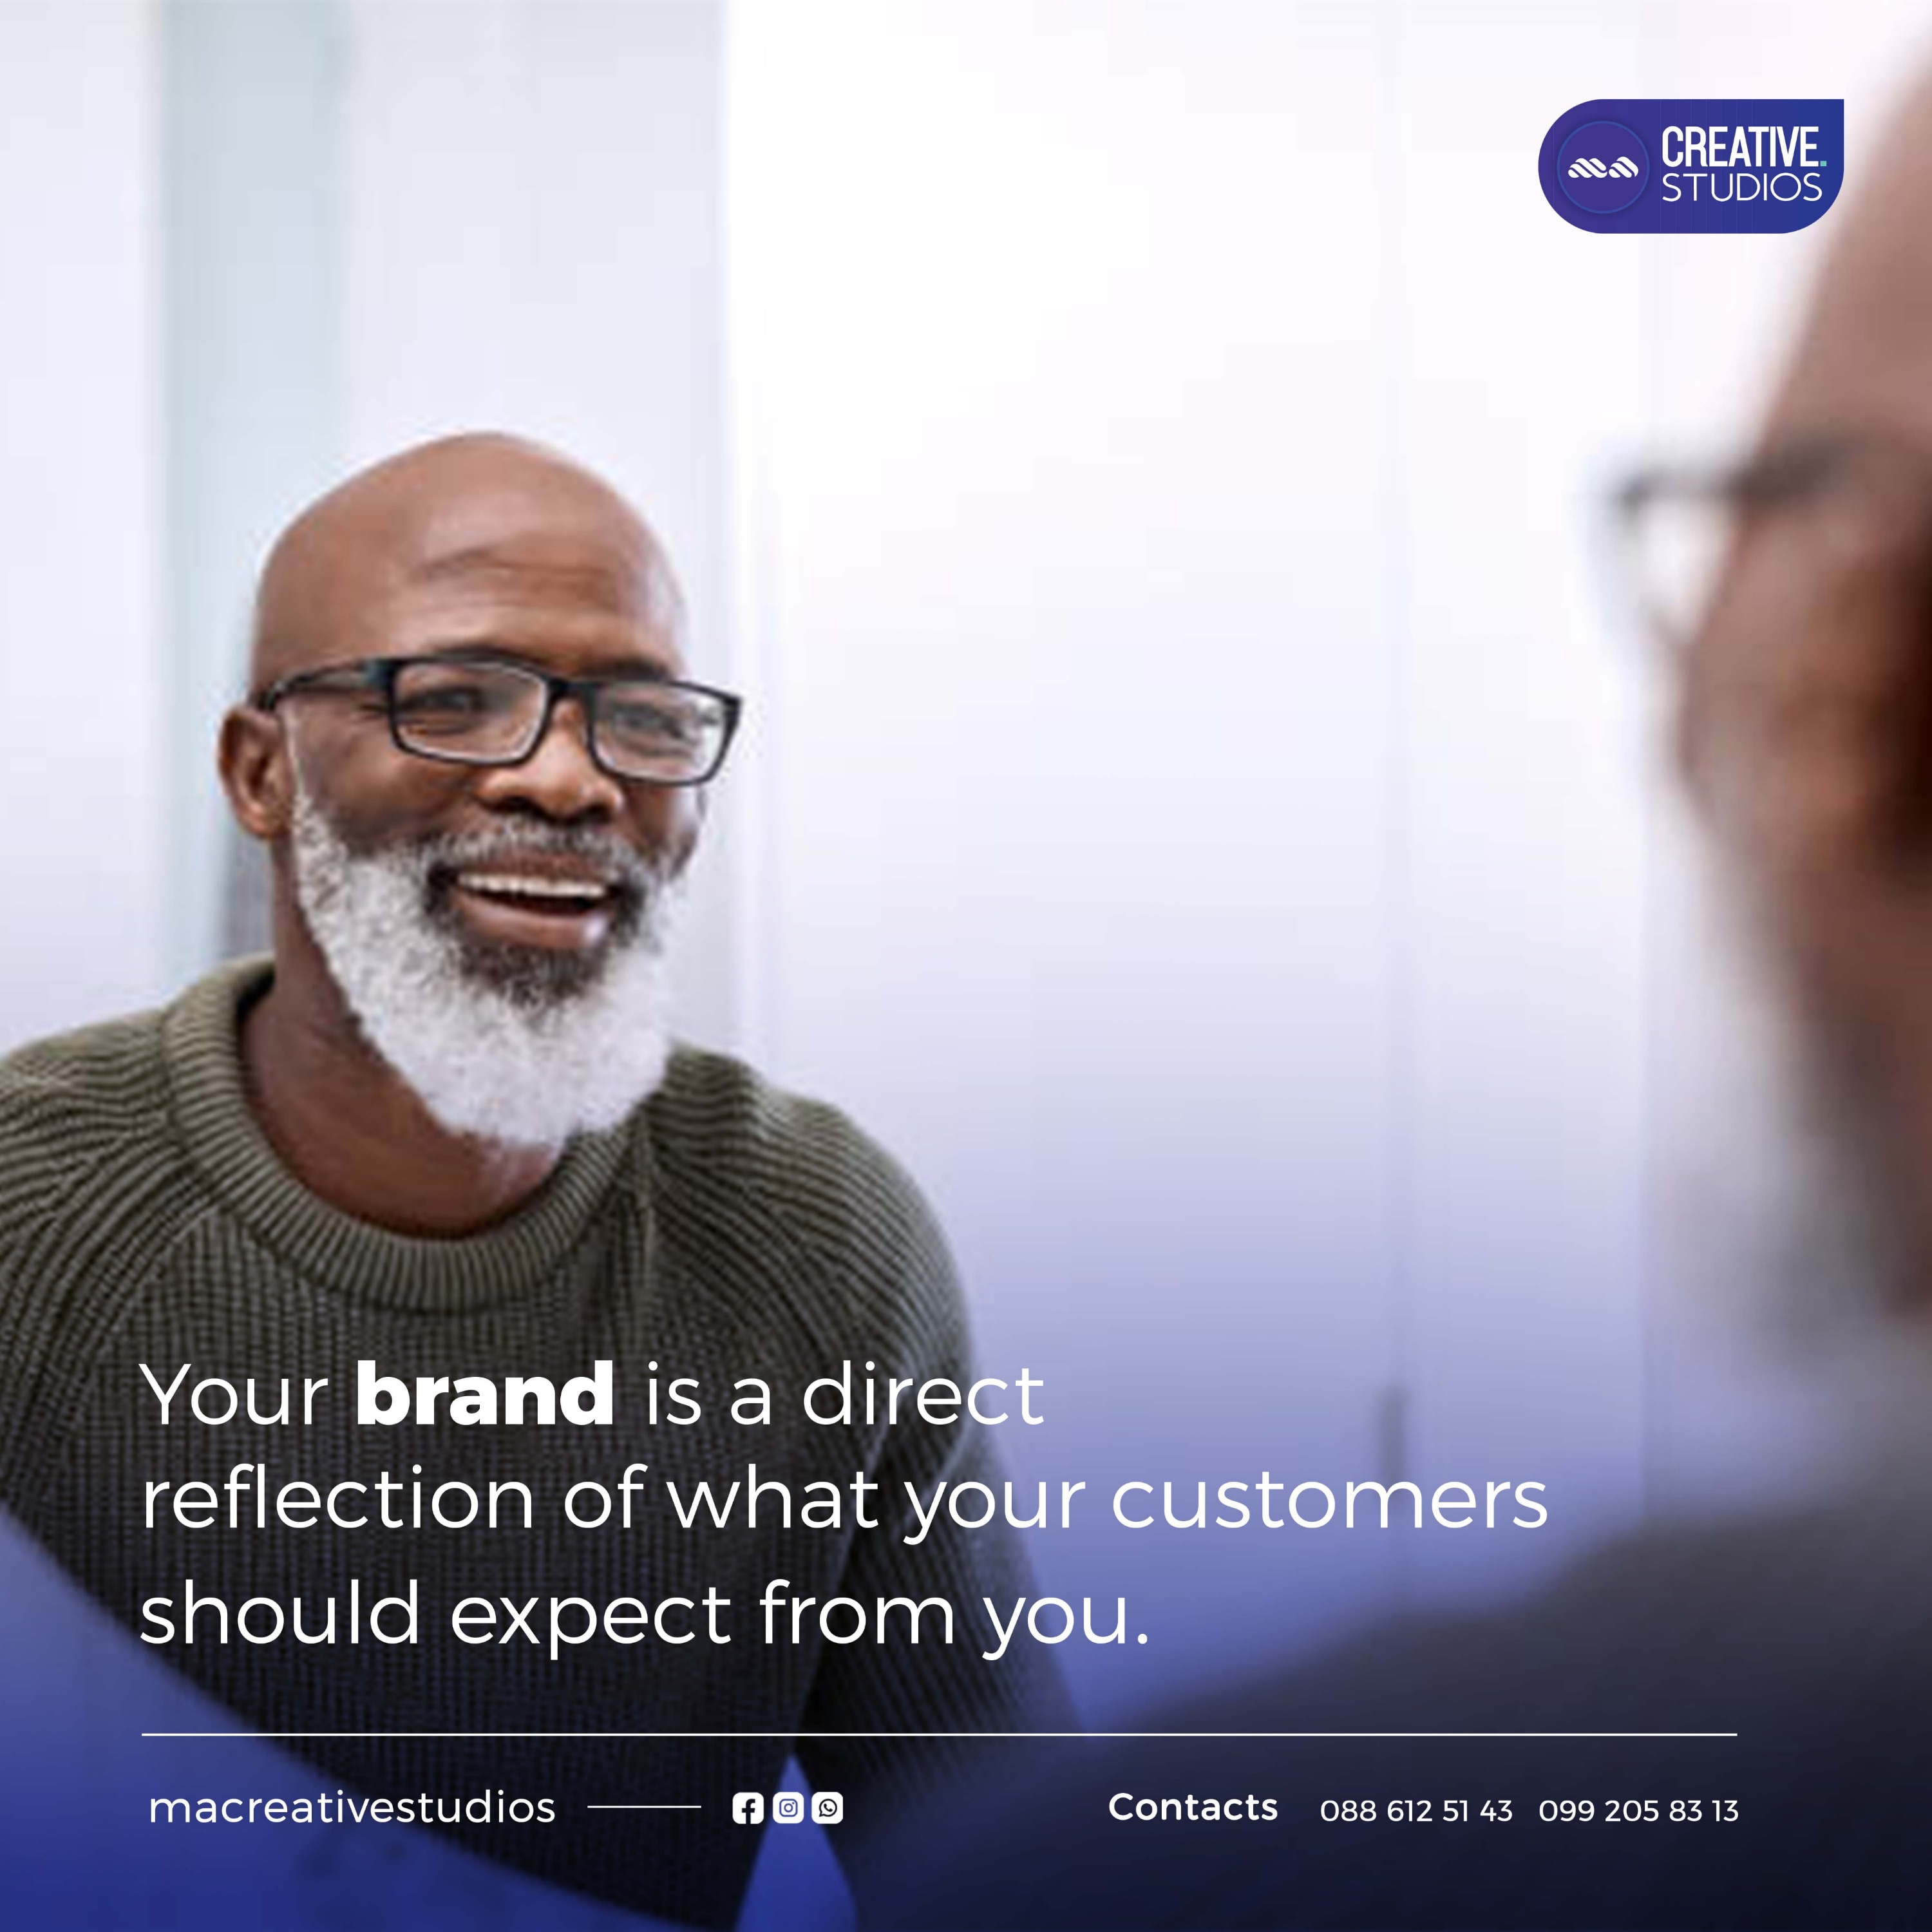 CREATIVE.
STUDIOS
Your brand is a direct
reflection of what your customers
should expect from you.
macreativestudios
Contacts 088 612 51 43 099 205 83 13